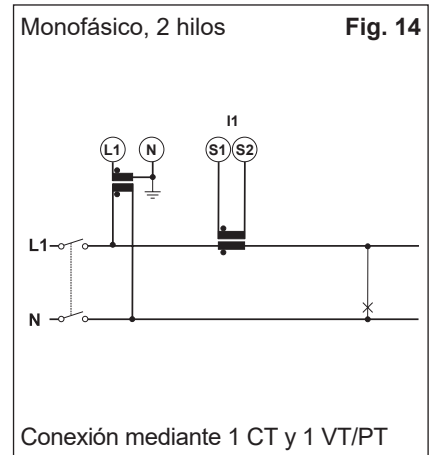 Monofásico, 2 hilos Fig. 14
I1
L1 N S1 S2
L1
N
Conexión mediante 1 CT y 1 VT/PT